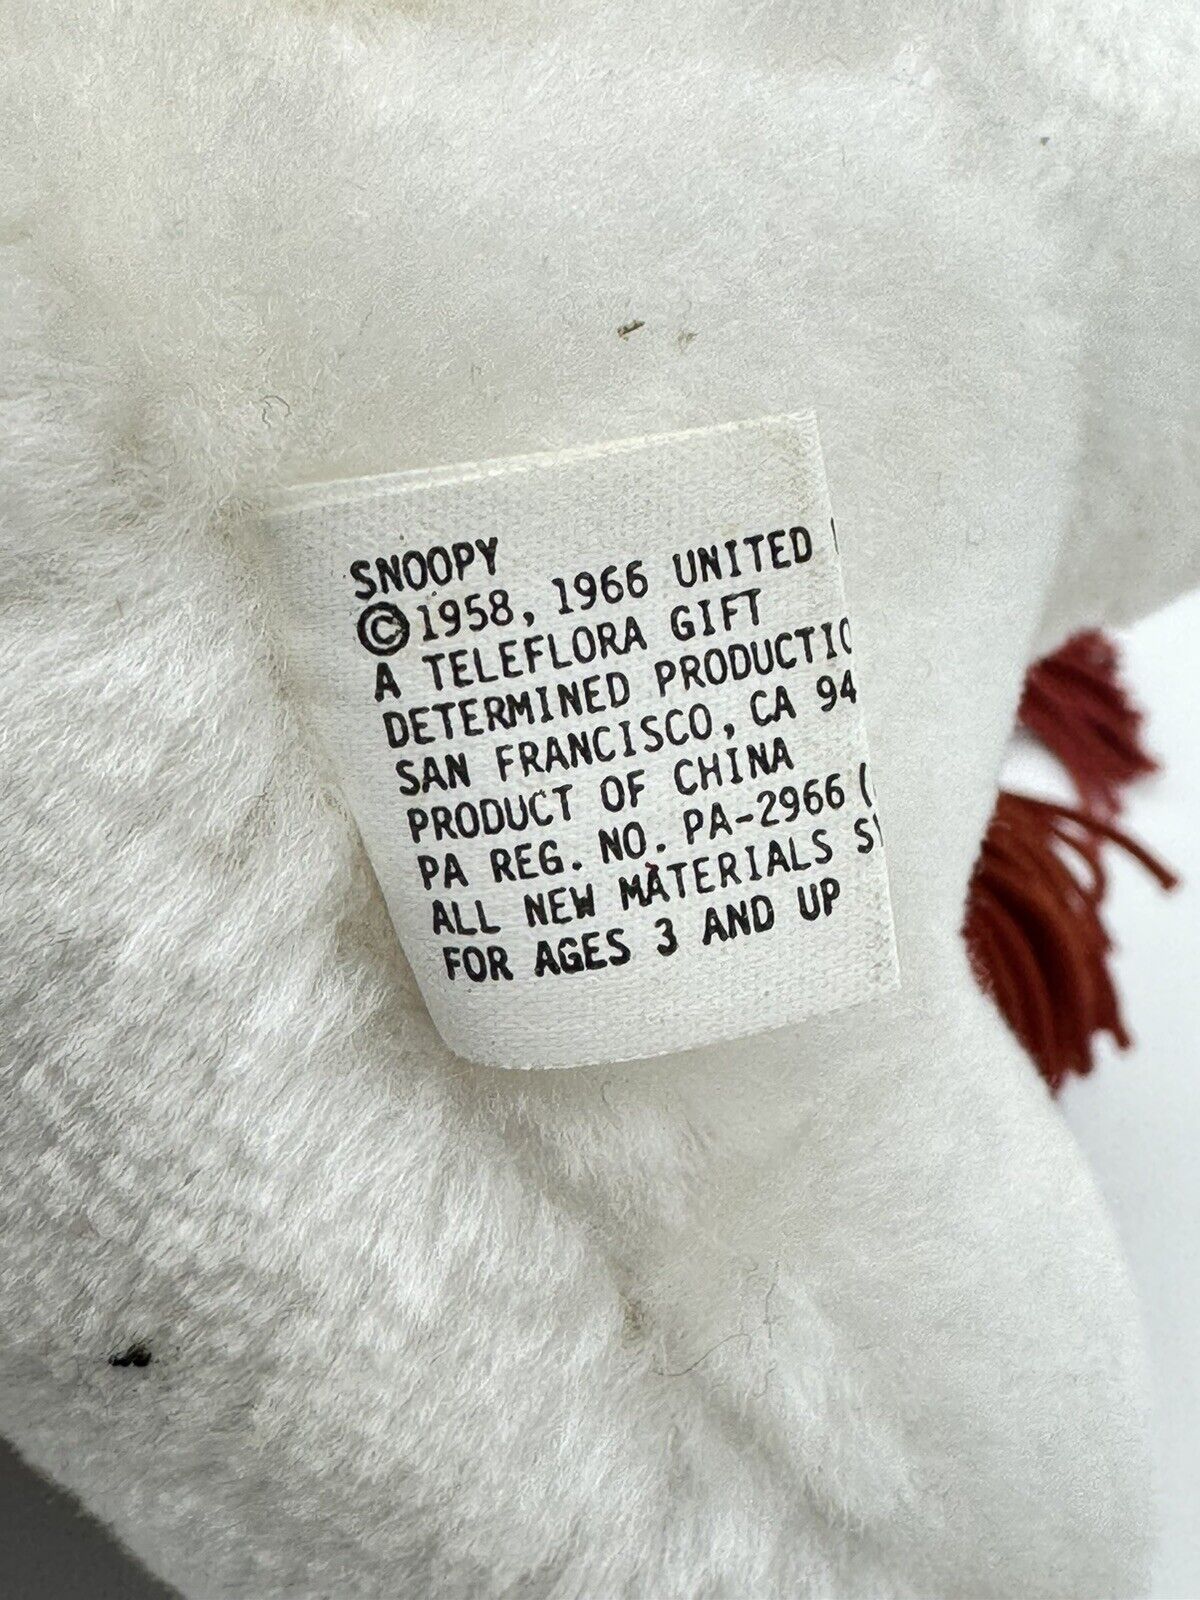 SNOOPY
©1958, 1966 UNITED
A TELEFLORA GIFT
DETERMINED
SAN FRANCISCO, CA 94
PRODUCT OF CHINA
PA REG. NO. PA-2966 (
ALL NEW MATERIALS
FOR AGES 3 AND UP